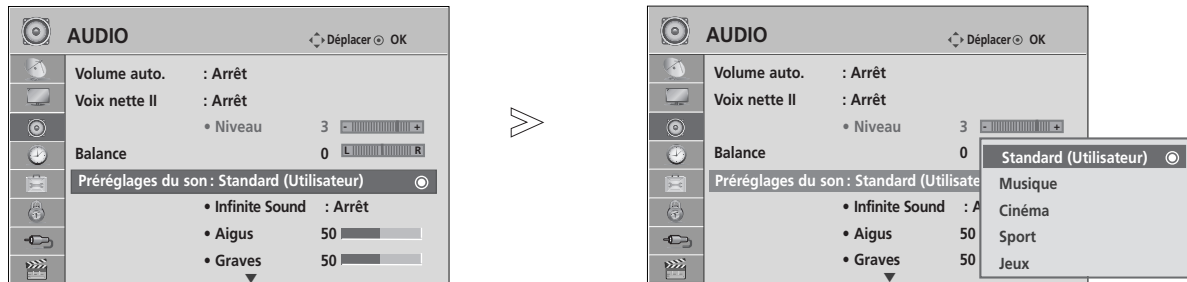 AUDIO
Déplacer OK
Volume auto. : Arrêt
Voix nette II : Arrêt
• Niveau 3 - +
Balance 0 L R
Préréglages du son : Standard (Utilisateur)
• Infinite Sound : Arrêt
• Aigus 50
• Graves 50
>
AUDIO
Déplacer OK
Volume auto. : Arrêt
Voix nette II : Arrêt
• Niveau 3 - +
Balance 0
Préréglages du son : Standard (Utilisate
• Infinite Sound : A
• Aigus 50
• Graves 50
Standard (Utilisateur)
Musique
Cinéma
Sport
Jeux